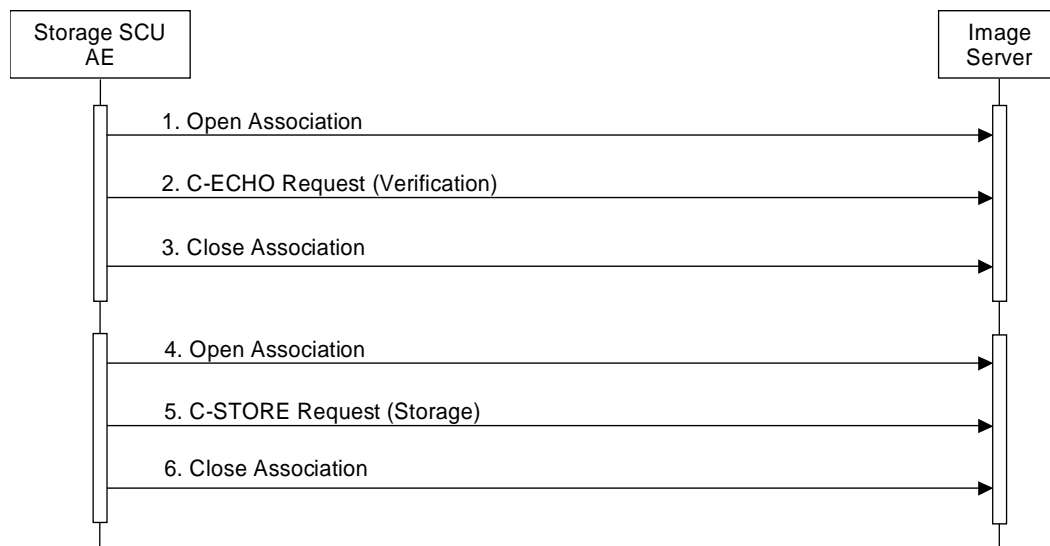 Storage SCU
AE
Image
Server
1. Open Association
2. C-ECHO Request (Verification)
3. Close Association
4. Open Association
5. C-STORE Request (Storage)
6. Close Association